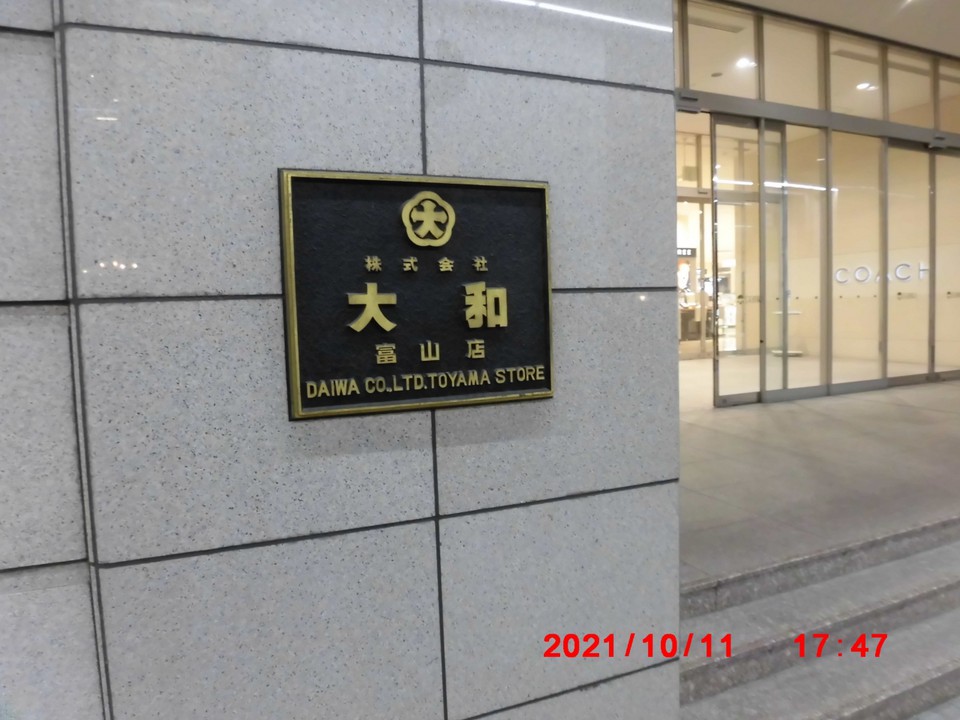 大
株式会社
大和
富山店
DAIWA CO.,LTD.TOYAMA STORE
COACH
2021/10/11 17:47